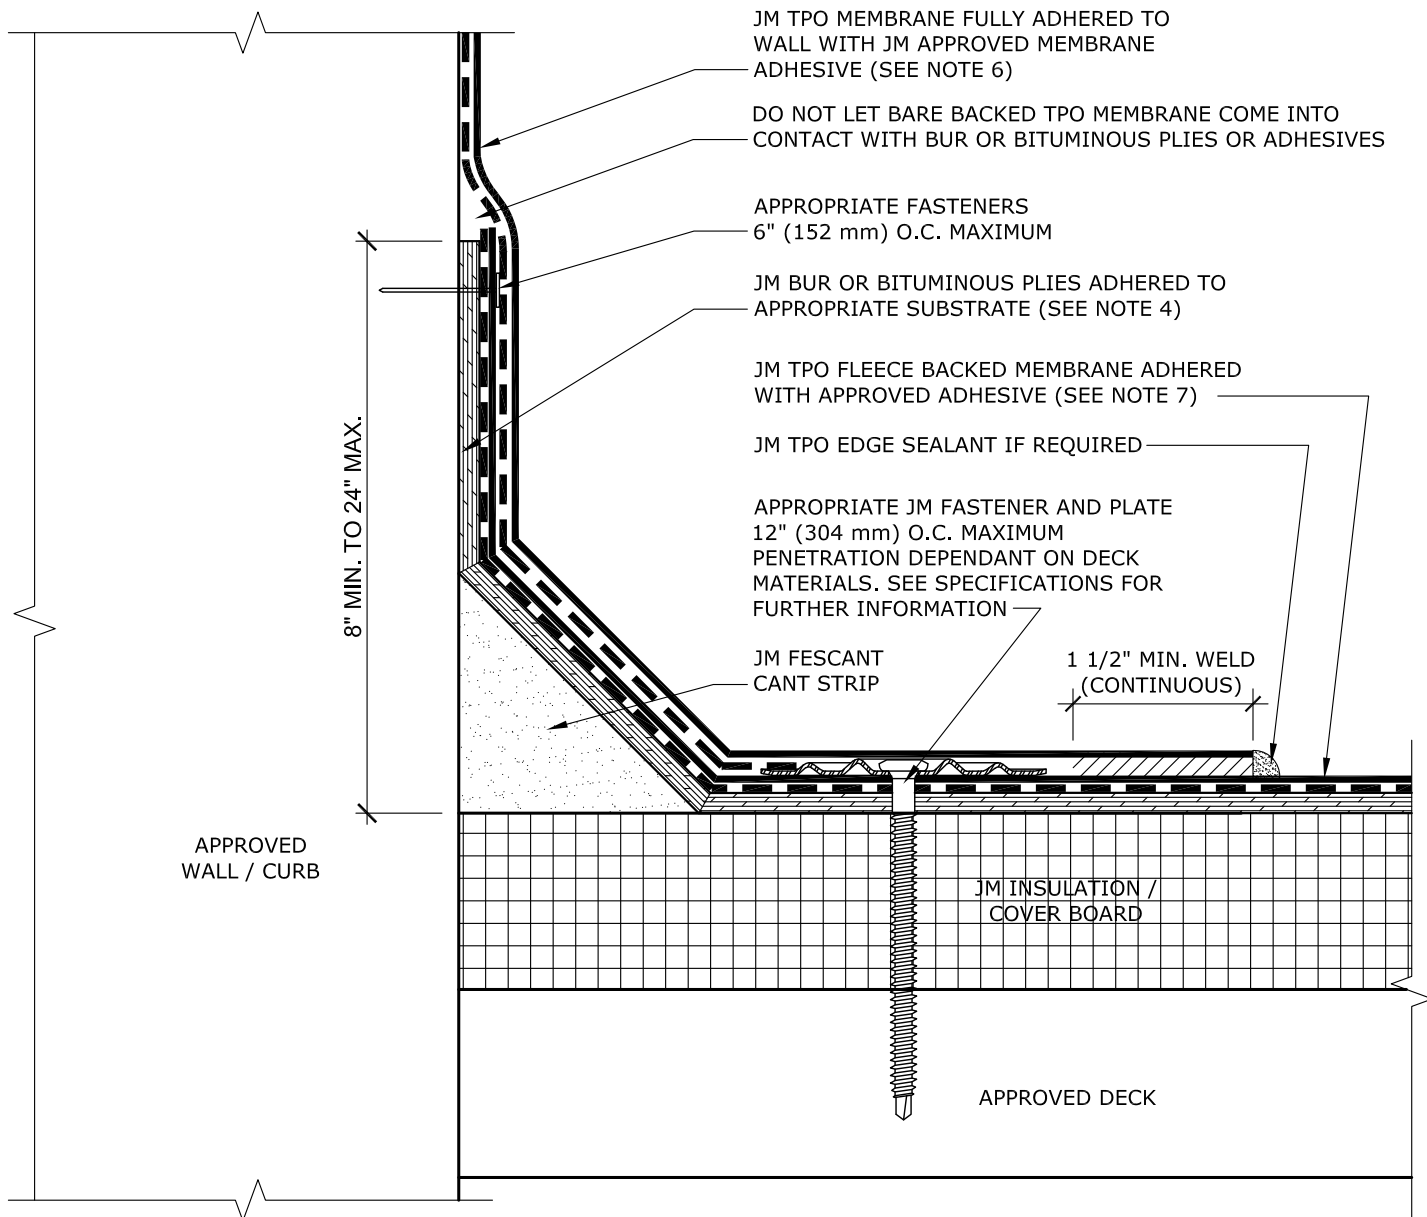 JM TPO MEMBRANE FULLY ADHERED TO
WALL WITH JM APPROVED MEMBRANE
ADHESIVE (SEE NOTE 6)
DO NOT LET BARE BACKED TPO MEMBRANE COME INTO
CONTACT WITH BUR OR BITUMINOUS PLIES OR ADHESIVES
APPROPRIATE FASTENERS
6" (152 mm) O.C. MAXIMUM
JM BUR OR BITUMINOUS PLIES ADHERED TO
APPROPRIATE SUBSTRATE (SEE NOTE 4)
JM TPO FLEECE BACKED MEMBRANE ADHERED
WITH APPROVED ADHESIVE (SEE NOTE 7)
JM TPO EDGE SEALANT IF REQUIRED
APPROPRIATE JM FASTENER AND PLATE
12" (304 mm) O.C. MAXIMUM
PENETRATION DEPENDANT ON DECK
MATERIALS. SEE SPECIFICATIONS FOR
FURTHER INFORMATION
8" MIN. TO 24" MAX.
JM FESCANT
CANT STRIP
1 1/2" MIN. WELD
(CONTINUOUS)
APPROVED
WALL / CURB
JM INSULATION /
COVER BOARD
APPROVED DECK